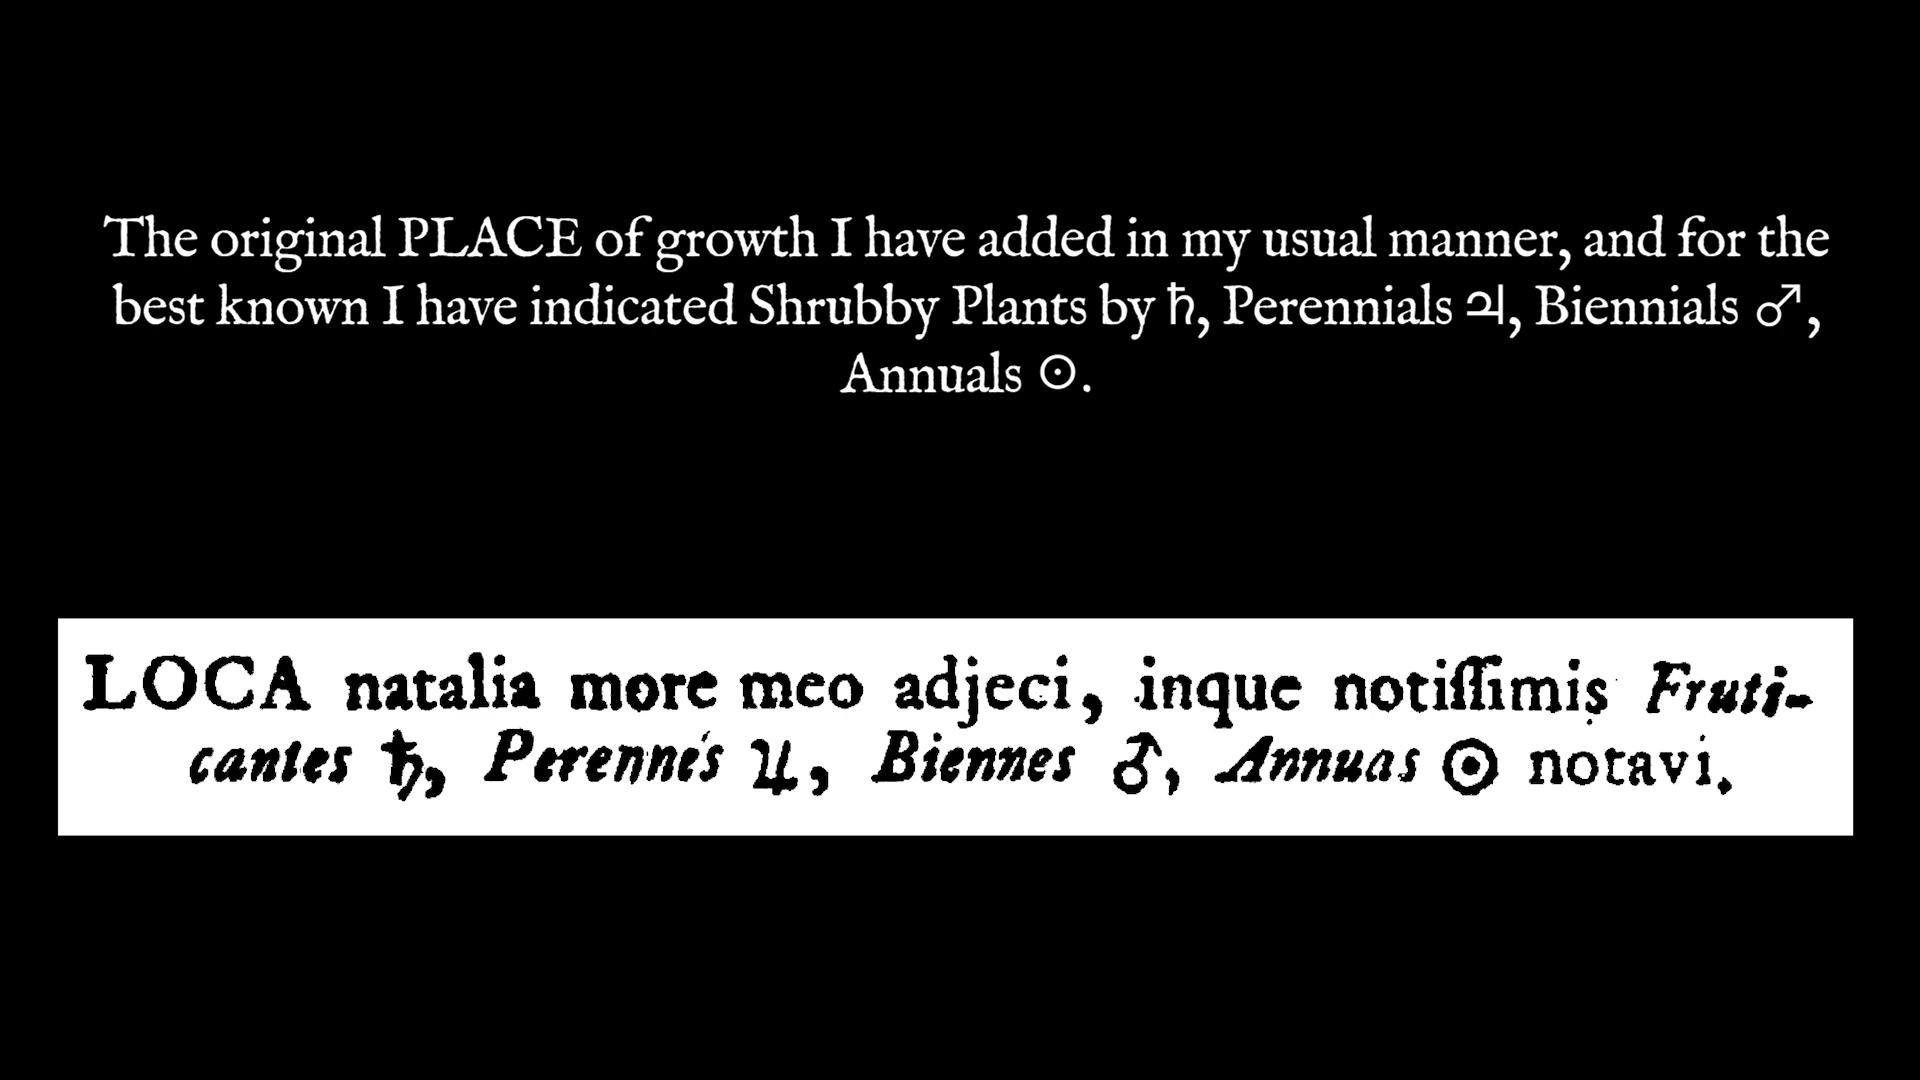 The original PLACE of growth I have added in my usual manner, and for the
best known I have indicated Shrubby Plants by ♄, Perennials ♃, Biennials ♂,
Annuals ☉.
LOCA natalia more meo adjeci, inque notiſſimis Fruti-
cantes ♄, Perennes ♃, Biennes ♂, Annuas ☉ notavi.